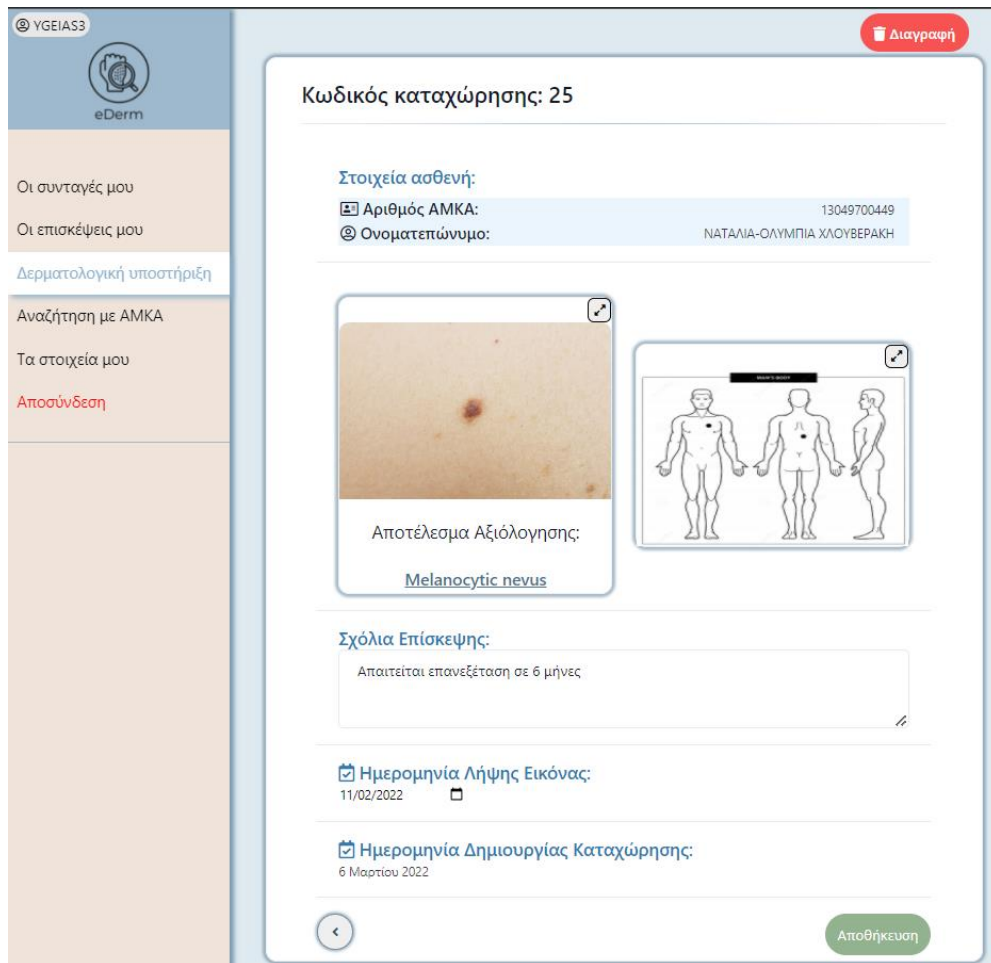 YGEIAS3
eDerm
Οι συνταγές μου
Οι επισκέψεις μου
Δερματολογική υποστήριξη
Αναζήτηση με ΑΜΚΑ
Τα στοιχεία μου
Αποσύνδεση
Διαγραφή
Κωδικός καταχώρησης: 25
Στοιχεία ασθενή:
Αριθμός ΑΜΚΑ: 13049700449
Ονοματεπώνυμο: ΝΑΤΑΛΙΑ-ΟΛΥΜΠΙΑ ΧΛΟΥΒΕΡΑΚΗ
Αποτέλεσμα Αξιόλογησης:
Melanocytic nevus
Σχόλια Επίσκεψης:
Απαιτείται επανεξέταση σε 6 μήνες
Ημερομηνία Λήψης Εικόνας:
11/02/2022
Ημερομηνία Δημιουργίας Καταχώρησης:
6 Μαρτίου 2022
Αποθήκευση